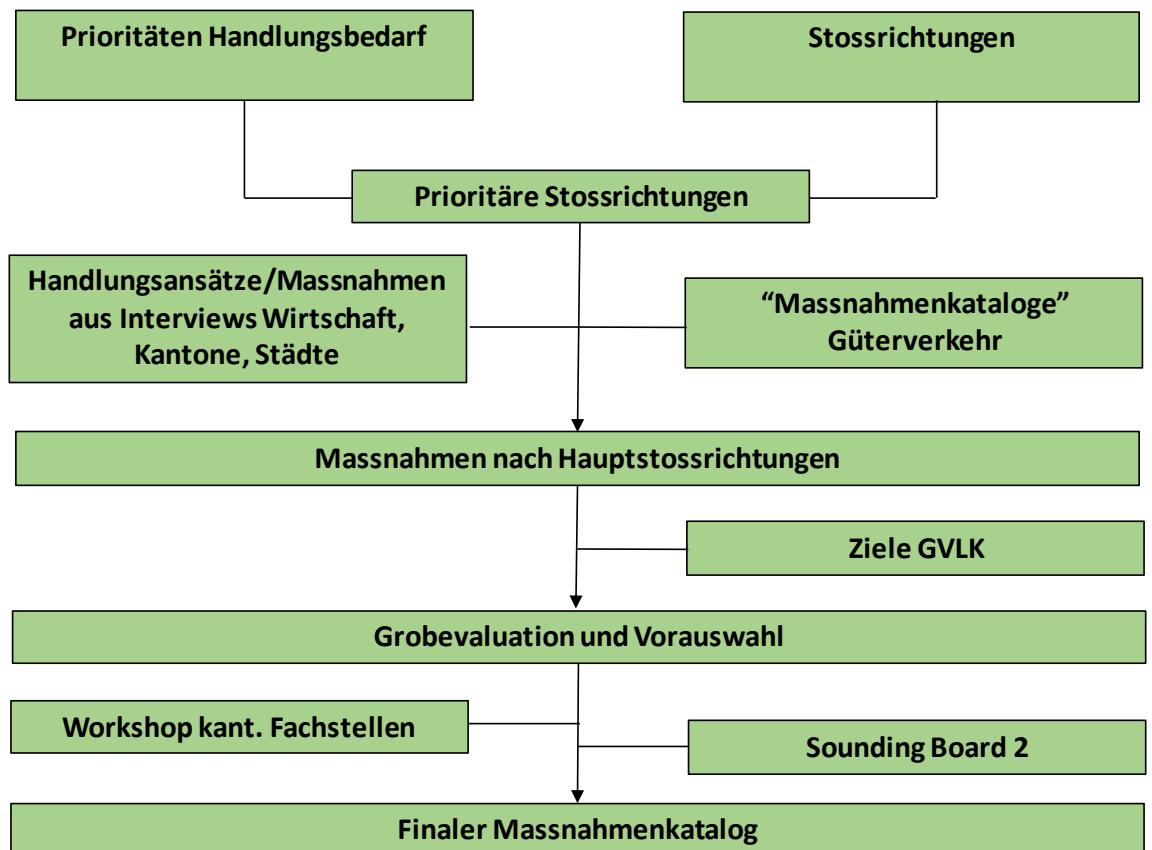 Prioritäten Handlungsbedarf
Stossrichtungen
Prioritäre Stossrichtungen
Handlungsansätze/Massnahmen
aus Interviews Wirtschaft,
Kantone, Städte
“Massnahmenkataloge”
Güterverkehr
Massnahmen nach Hauptstossrichtungen
Ziele GVLK
Grobevaluation und Vorauswahl
Workshop kant. Fachstellen
Sounding Board 2
Finaler Massnahmenkatalog